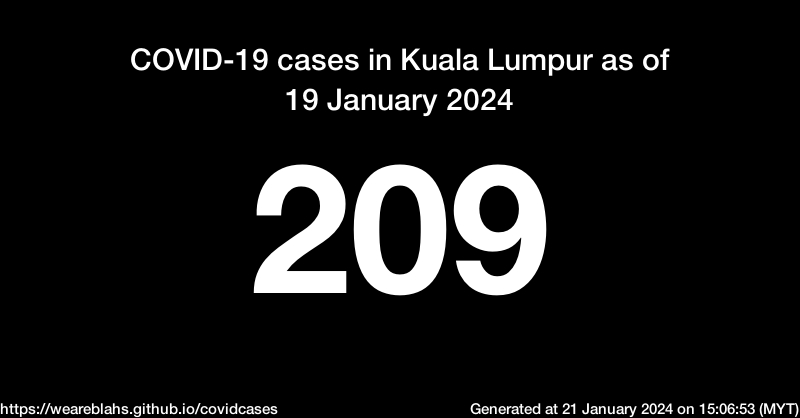 COVID-19 cases in Kuala Lumpur as of
19 January 2024
209
https://weareblahs.github.io/covidcases
Generated at 21 January 2024 on 15:06:53 (MYT)